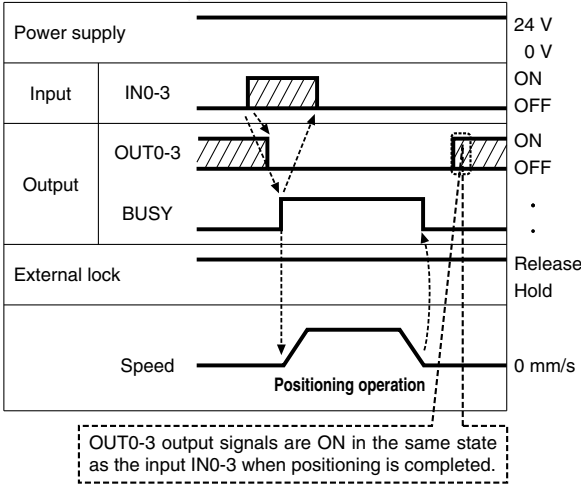 Power supply
24 V
0 V
Input
IN0-3
ON
OFF
Output
OUT0-3
ON
OFF
BUSY
External lock
Release
Hold
Speed
0 mm/s
Positioning operation
OUT0-3 output signals are ON in the same state
as the input IN0-3 when positioning is completed.